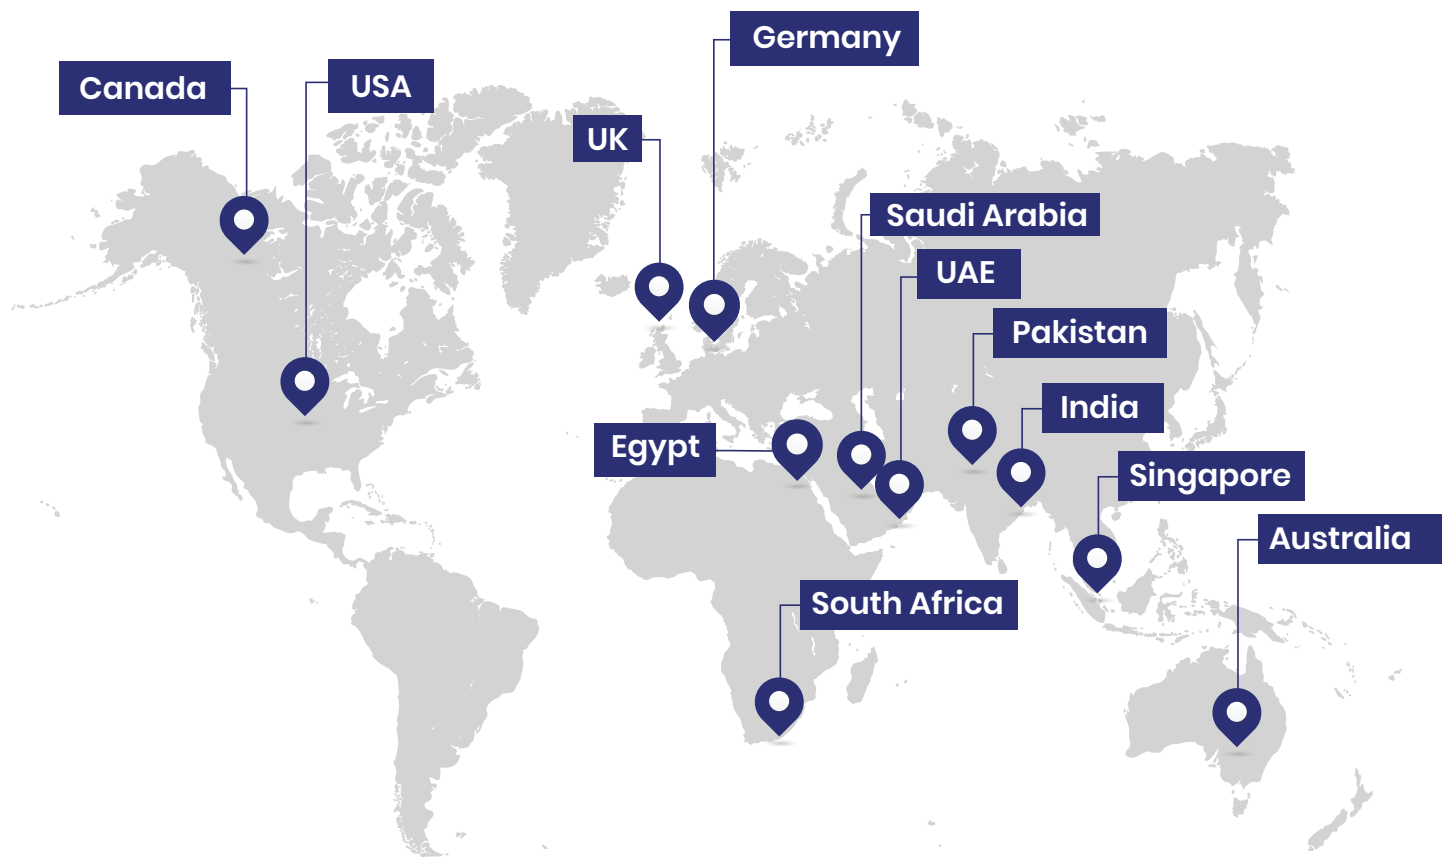 Germany
Canada
USA
UK
Saudi Arabia
UAE
Pakistan
India
Egypt
Singapore
Australia
South Africa